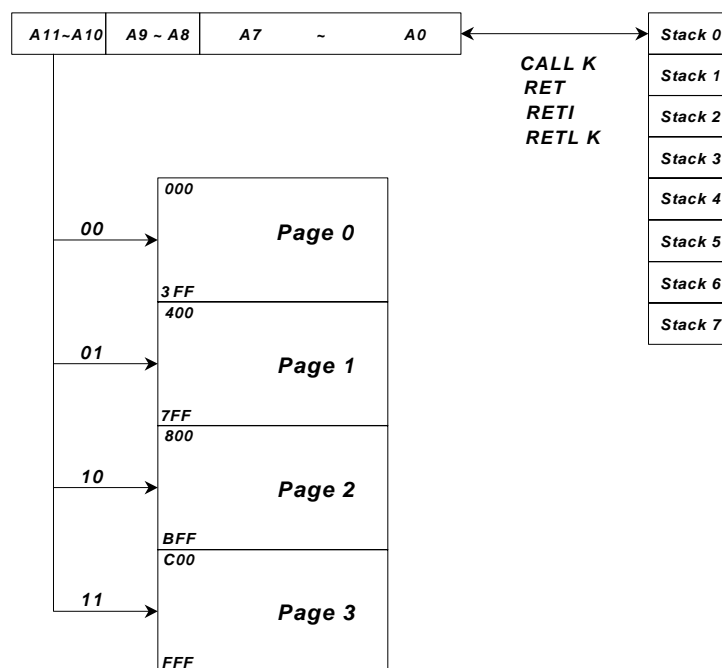 A11~A10 A9 ~ A8 A7 ~ A0
CALL K
RET
RETI
RETL K
Stack 0
Stack 1
Stack 2
Stack 3
Stack 4
Stack 5
Stack 6
Stack 7
00
000
Page 0
3FF
01
400
Page 1
7FF
10
800
Page 2
BFF
11
C00
Page 3
FFF